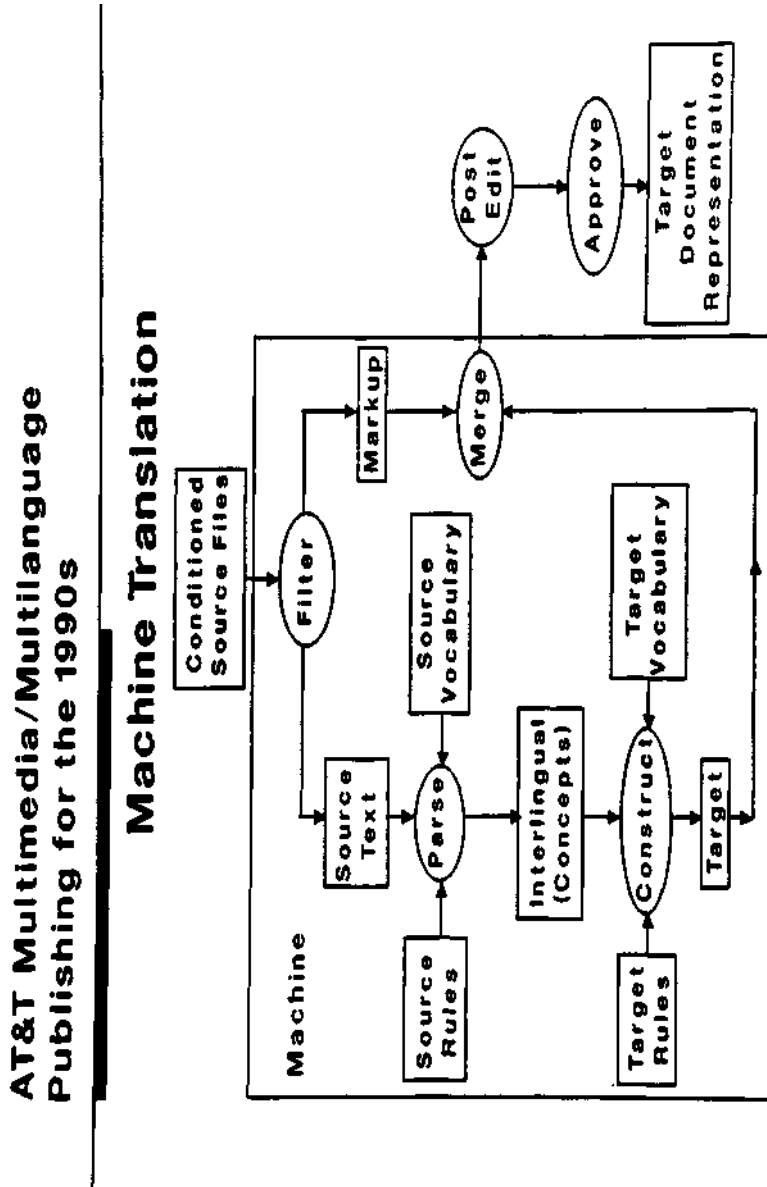 AT&T Multimedia/Multilanguage
Publishing for the 1990s
Machine Translation
Conditioned
Source Files
Machine
Filter
Source
Text
Markup
Source
Rules
Parse
Source
Vocabulary
Merge
Post
Edit
Interlingual
(Concepts)
Approve
Target
Rules
Construct
Target
Vocabulary
Target
Target
Document
Representation